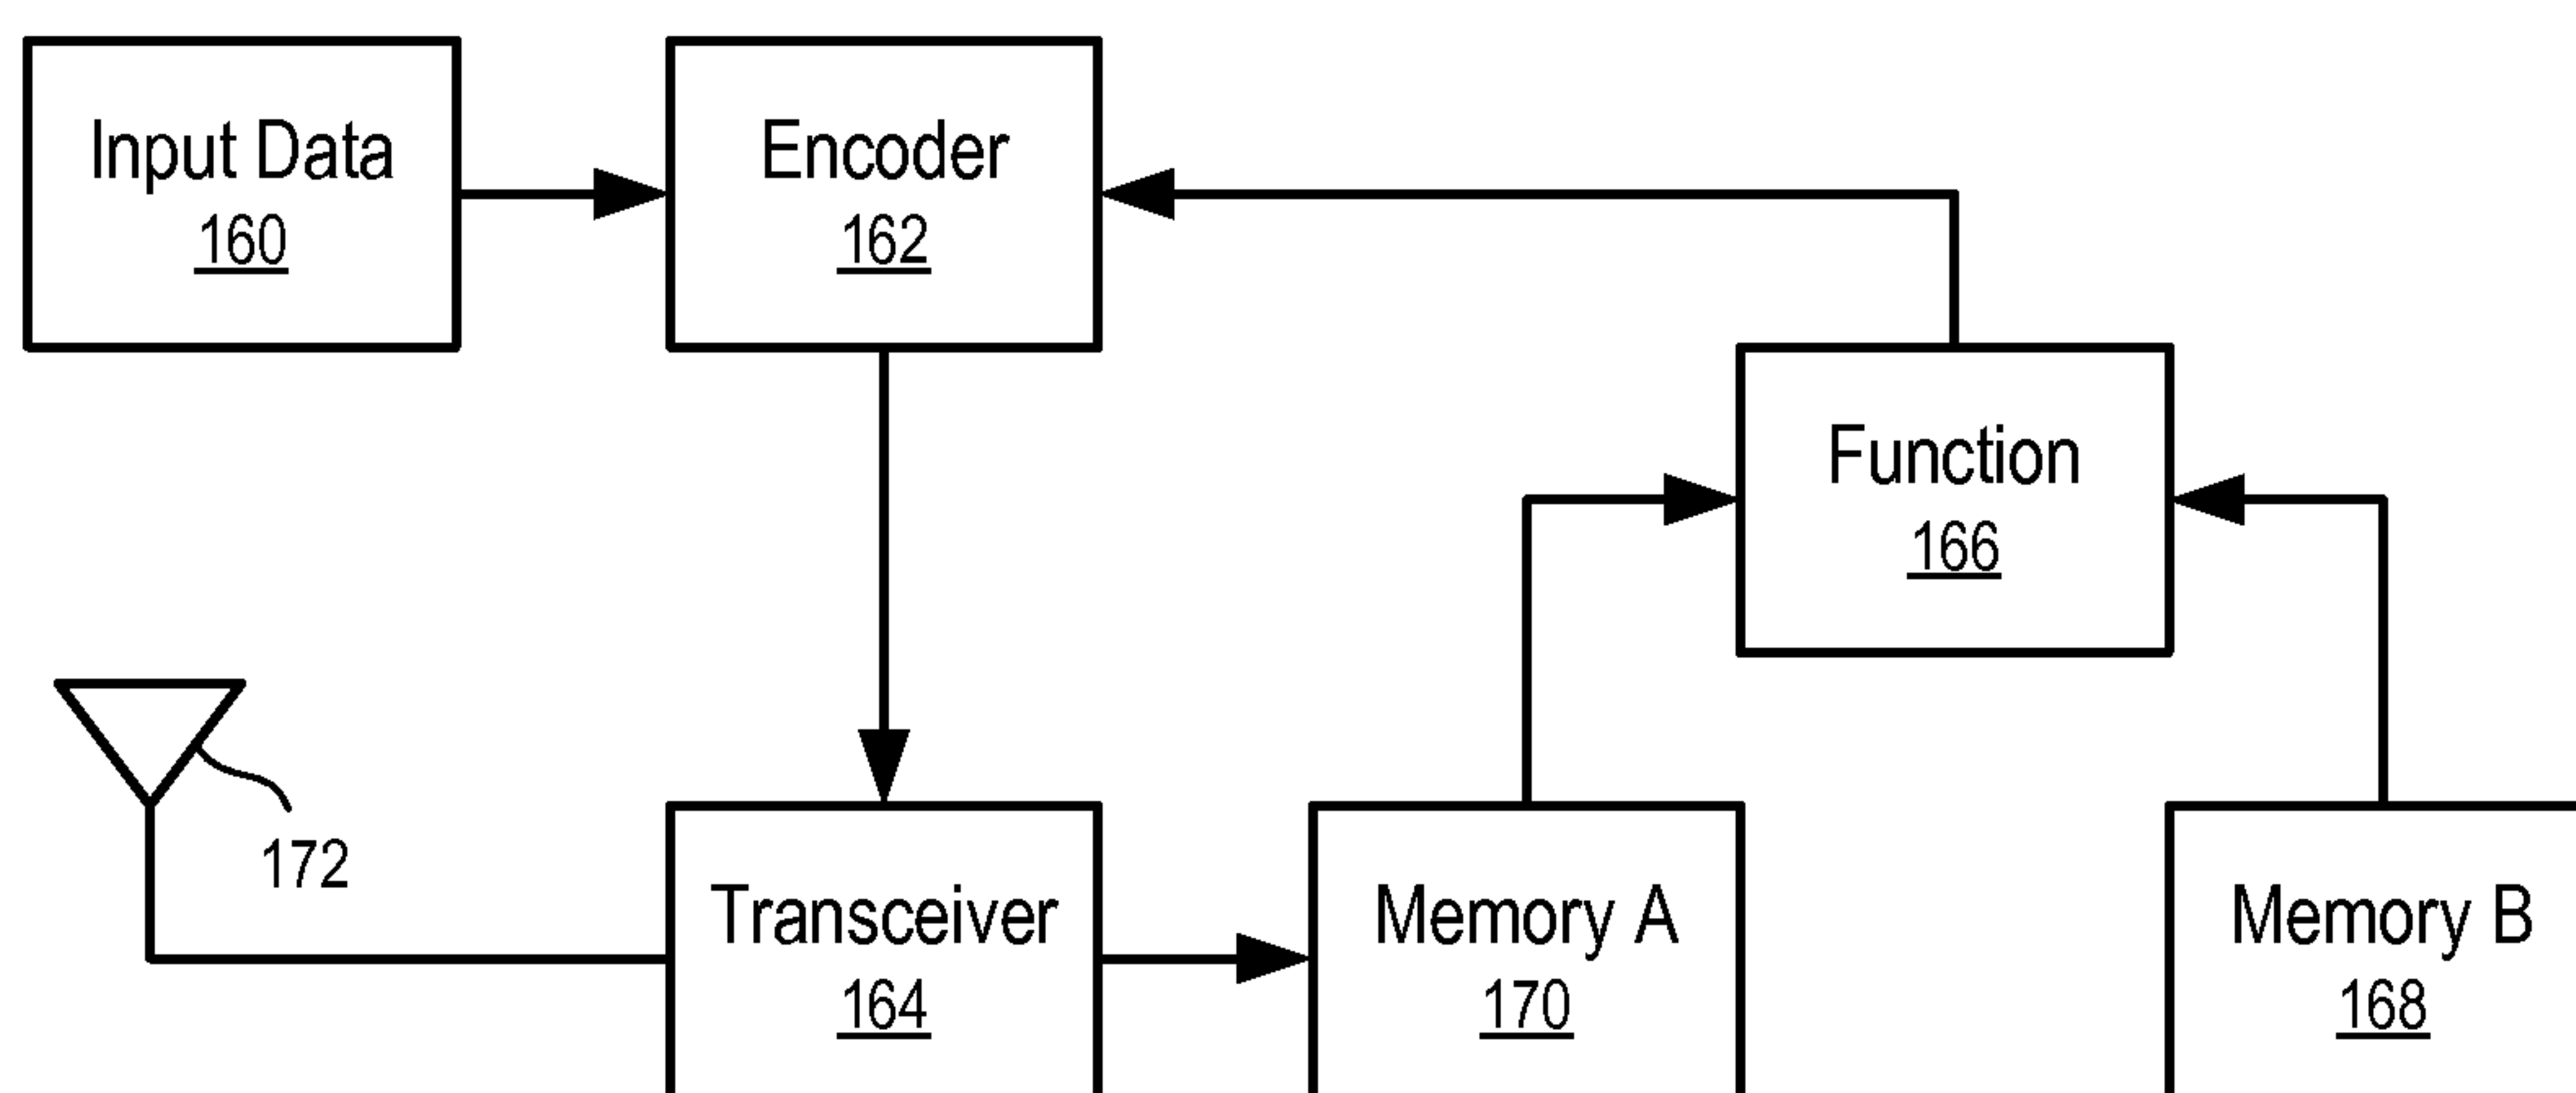 Input Data
160
Encoder
162
Function
166
172
Transceiver
164
Memory A
170
Memory B
168